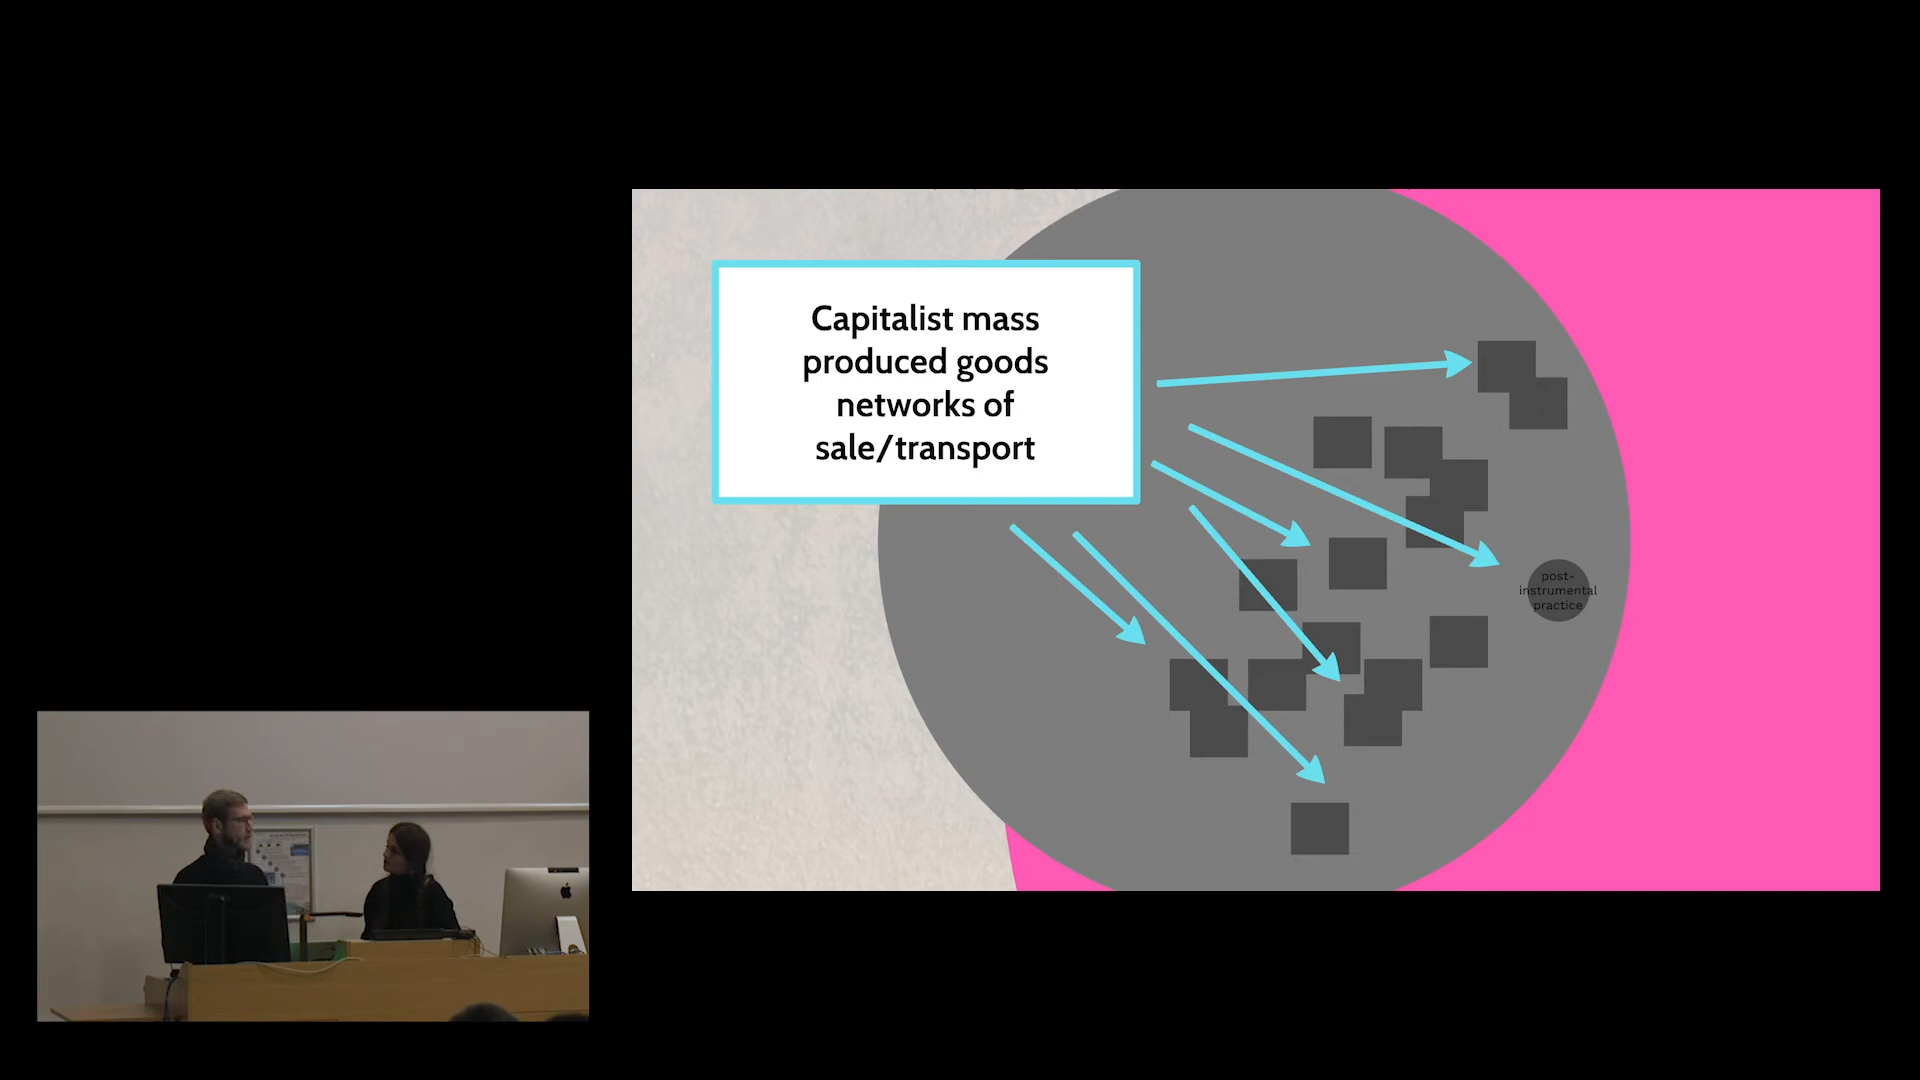 Capitalist mass
produced goods
networks of
sale/transport
post-
instrumental
practice